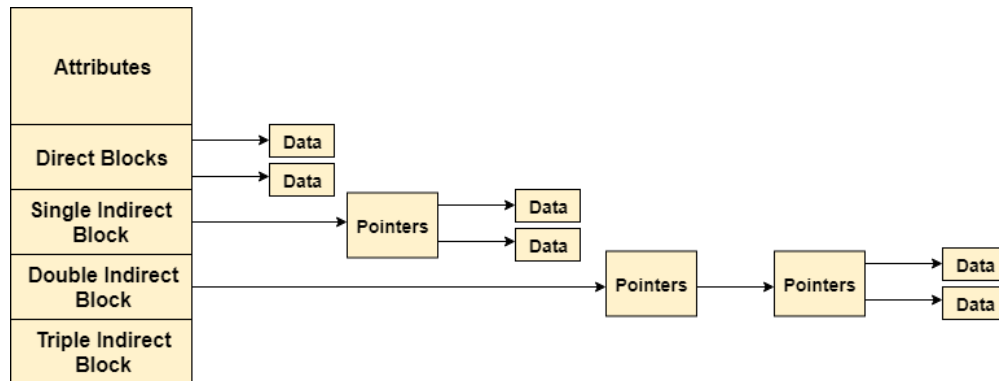 Attributes
Direct Blocks
Data
Data
Single Indirect
Block
Pointers
Data
Data
Double Indirect
Block
Pointers
Pointers
Data
Data
Triple Indirect
Block